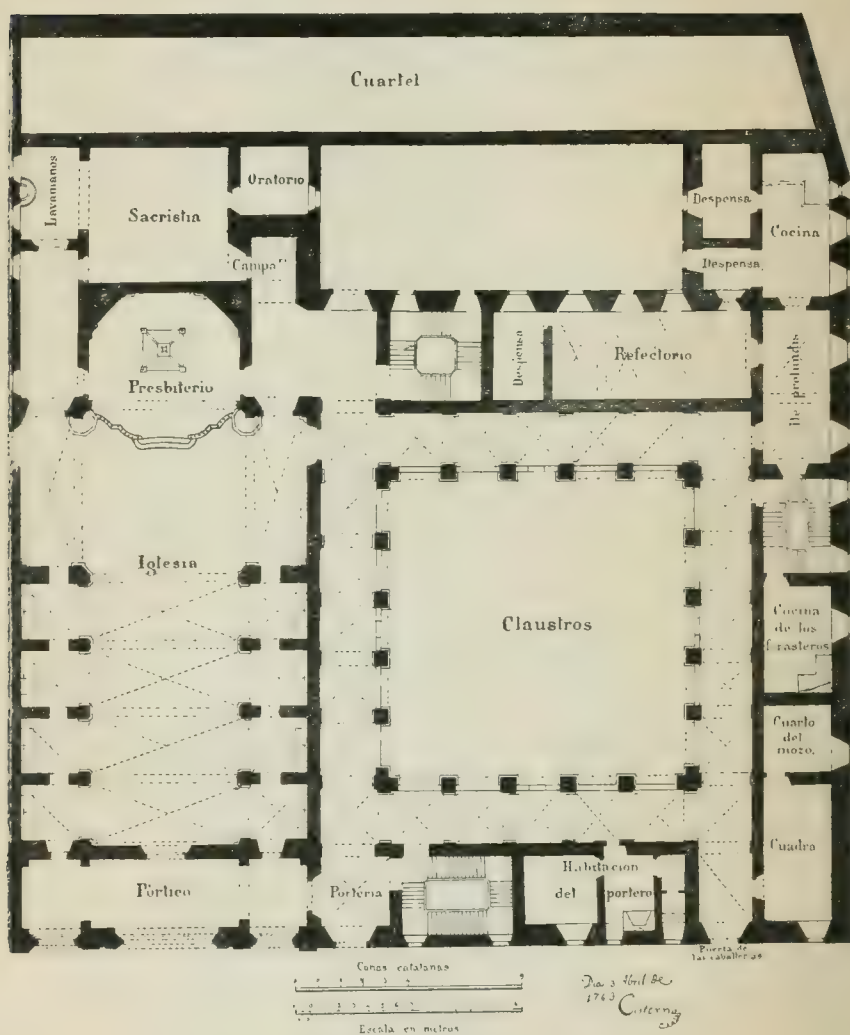 Cuartel
Lavamanos
Sacristia
Oratorio
Campa
Despensa
Despensa
Cocina
Presbiterio
Despensa
Refectorio
De profundis
Iglesia
Claustros
Cocina
de los
forasteros
Cuarto
del
mozo.
Cuadra
Pórtico
Portería
Habitacion
del
portero
Puerta de
las caballerias
Canas catalanas
Escala en metros
Dia 3 Abril de
1763